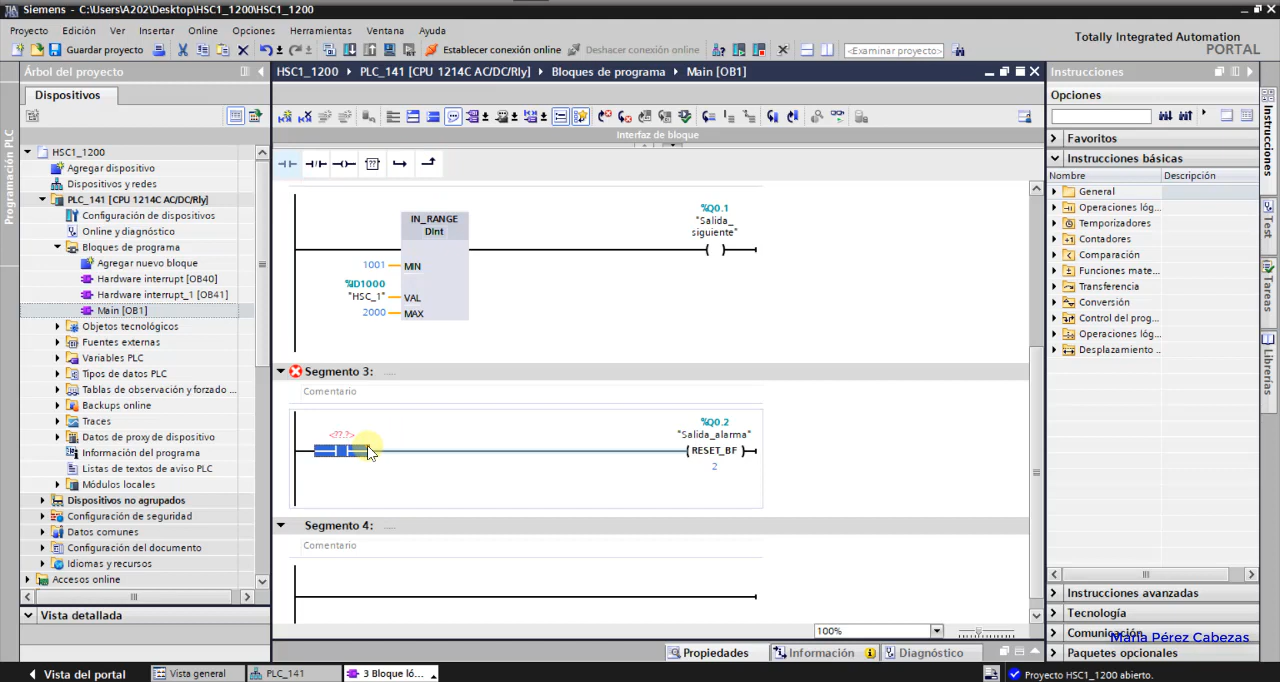 Siemens - C:\Users\A202\Desktop\HSC1_1200\HSC1_1200
Proyecto Edición Ver Insertar Online Opciones Herramientas Ventana Ayuda
Totally Integrated Automation
PORTAL
Guardar proyecto
Establecer conexión online
Deshacer conexión online
<Examinar proyecto>
Árbol del proyecto
HSC1_1200 PLC_141 [CPU 1214C AC/DC/Rly] Bloques de programa Main [OB1]
Instrucciones
Dispositivos
Opciones
Programación PLC
HSC1_1200
Agregar dispositivo
Dispositivos y redes
PLC_141 [CPU 1214C AC/DC/Rly]
Configuración de dispositivos
Online y diagnóstico
Bloques de programa
Agregar nuevo bloque
Hardware interrupt [OB40]
Hardware interrupt_1 [OB41]
Main [OB1]
Objetos tecnológicos
Fuentes externas
Variables PLC
Tipos de datos PLC
Tablas de observación y forzado ...
Backups online
Traces
Datos de proxy de dispositivo
Información del programa
Listas de textos de aviso PLC
Módulos locales
Dispositivos no agrupados
Configuración de seguridad
Datos comunes
Configuración del documento
Idiomas y recursos
Accesos online
Vista detallada
Interfaz de bloque
IN_RANGE
DInt
%Q0.1
"Salida_
siguiente"
1001 MIN
%ID1000
"HSC_1" VAL
2000 MAX
Segmento 3: .....
Comentario
<??.?>
%Q0.2
"Salida_alarma"
RESET_BF
2
Segmento 4: .....
Comentario
100%
Propiedades Información Diagnóstico
Favoritos
Instrucciones básicas
Nombre Descripción
General
Operaciones lóg...
Temporizadores
Contadores
Comparación
Funciones mate...
Transferencia
Conversión
Control del prog...
Operaciones lóg...
Desplazamiento ...
Instrucciones avanzadas
Tecnología
María Pérez Cabezas
Paquetes opcionales
Instrucciones
Test
Tareas
Librerías
Vista del portal
Vista general
PLC_141
3 Bloque ló...
Proyecto HSC1_1200 abierto.